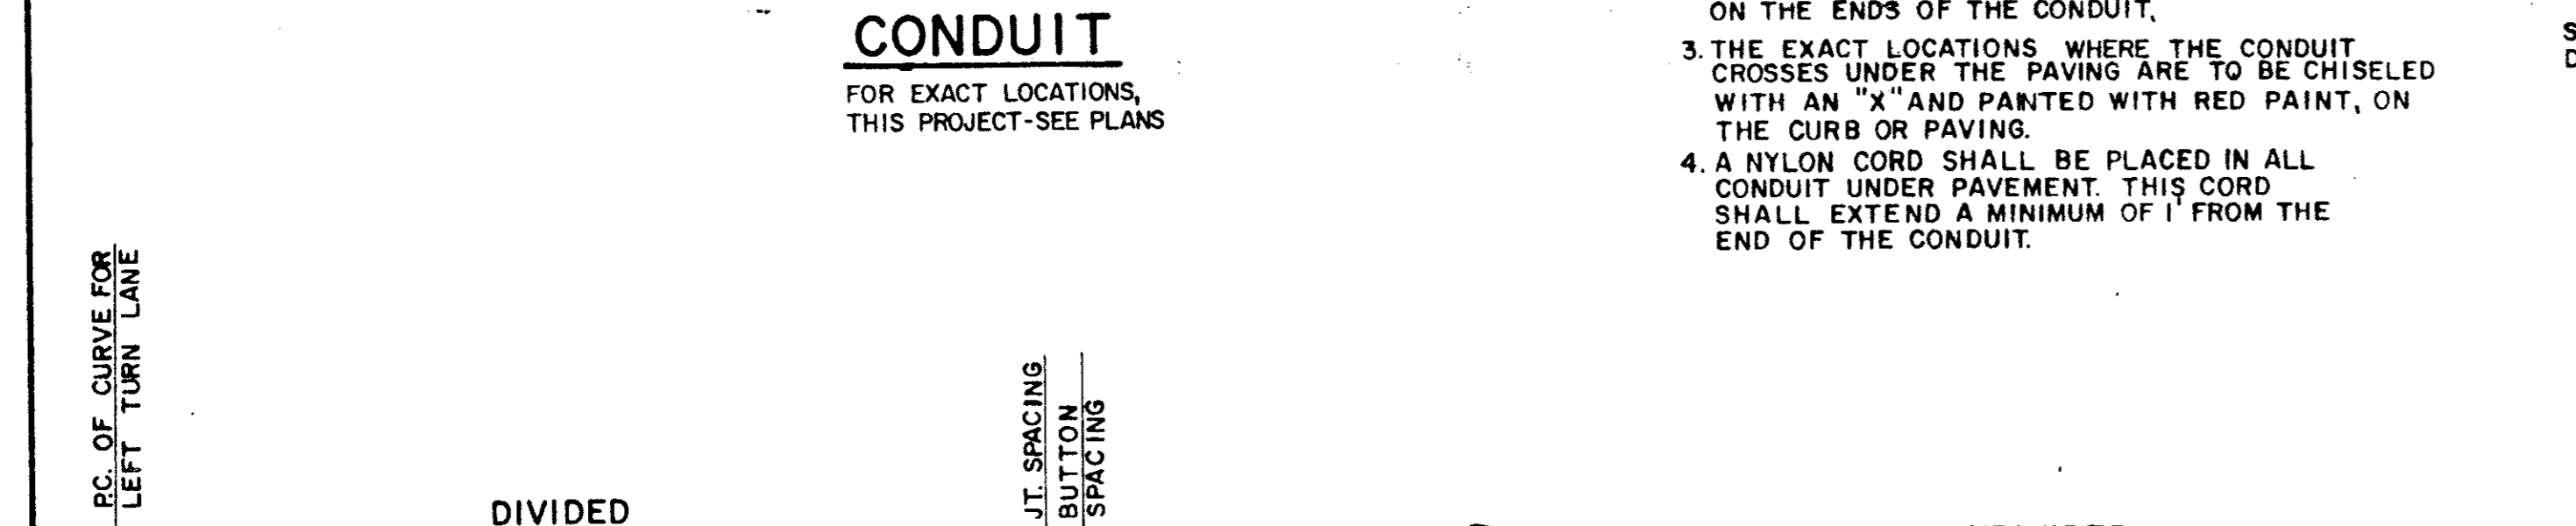 CONDUIT
FOR EXACT LOCATIONS,
THIS PROJECT-SEE PLANS
ON THE ENDS OF THE CONDUIT.
3. THE EXACT LOCATIONS WHERE THE CONDUIT
CROSSES UNDER THE PAVING ARE TO BE CHISELED
WITH AN "X" AND PAINTED WITH RED PAINT, ON
THE CURB OR PAVING.
4. A NYLON CORD SHALL BE PLACED IN ALL
CONDUIT UNDER PAVEMENT. THIS CORD
SHALL EXTEND A MINIMUM OF 1' FROM THE
END OF THE CONDUIT.
P.C. OF CURVE FOR
LEFT TURN LANE
JT. SPACING
BUTTON
SPACING
DIVIDED